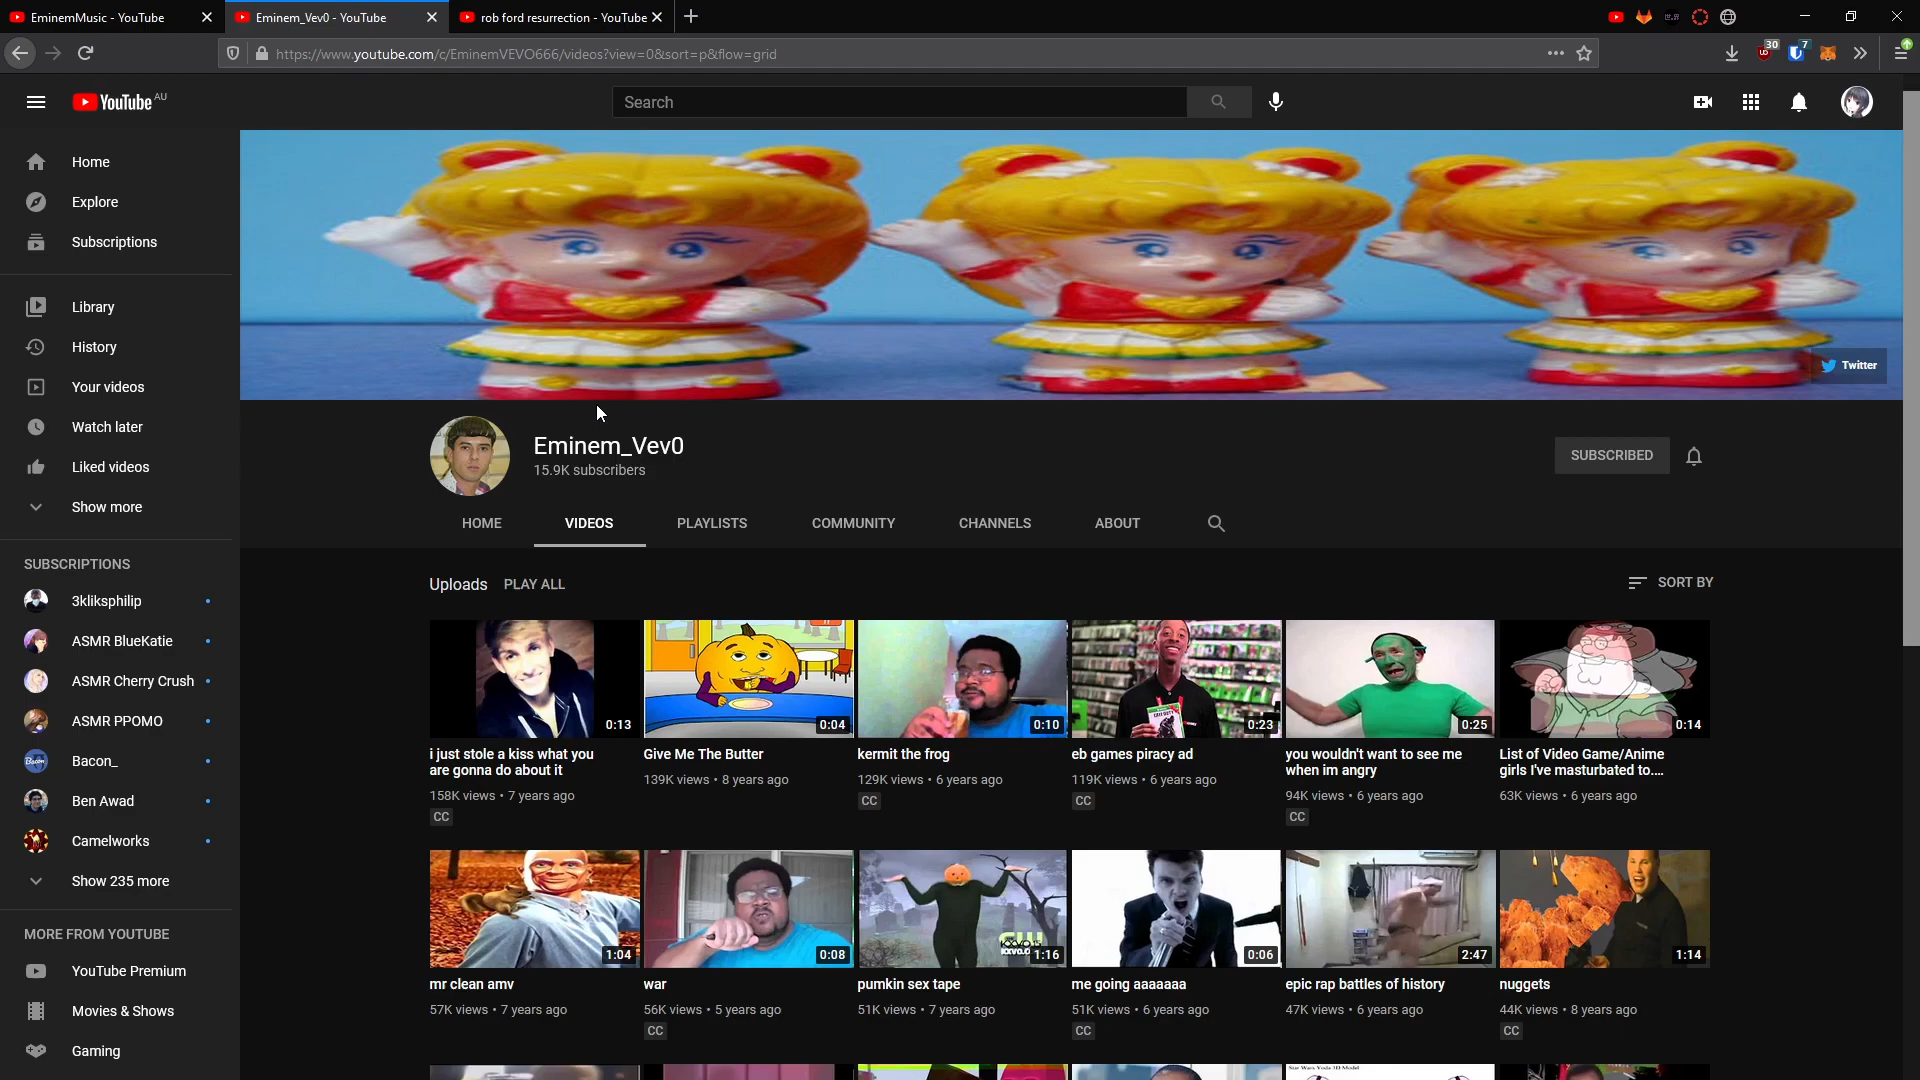 EminemMusic - YouTube
Eminem_Vev0 - YouTube
rob ford resurrection - YouTube
https://www.youtube.com/c/EminemVEVO666/videos?view=0&sort=p&flow=grid
30
7
YouTube AU
Search
Home
Explore
Subscriptions
Library
History
Your videos
Watch later
Liked videos
Show more
SUBSCRIPTIONS
3kliksphilip
ASMR BlueKatie
ASMR Cherry Crush
ASMR PPOMO
Bacon_
Ben Awad
Camelworks
Show 235 more
MORE FROM YOUTUBE
YouTube Premium
Movies & Shows
Gaming
Twitter
Eminem_Vev0
15.9K subscribers
SUBSCRIBED
HOME
VIDEOS
PLAYLISTS
COMMUNITY
CHANNELS
ABOUT
Uploads
PLAY ALL
SORT BY
0:13
i just stole a kiss what you
are gonna do about it
158K views • 7 years ago
CC
0:04
Give Me The Butter
139K views • 8 years ago
0:10
kermit the frog
129K views • 6 years ago
CC
0:23
eb games piracy ad
119K views • 6 years ago
CC
0:25
you wouldn't want to see me
when im angry
94K views • 6 years ago
CC
0:14
List of Video Game/Anime
girls I've masturbated to....
63K views • 6 years ago
1:04
mr clean amv
57K views • 7 years ago
0:08
war
56K views • 5 years ago
CC
1:16
pumkin sex tape
51K views • 7 years ago
0:06
me going aaaaaaa
51K views • 6 years ago
CC
2:47
epic rap battles of history
47K views • 6 years ago
1:14
nuggets
44K views • 8 years ago
CC
Star Wars Yoda 3D Model